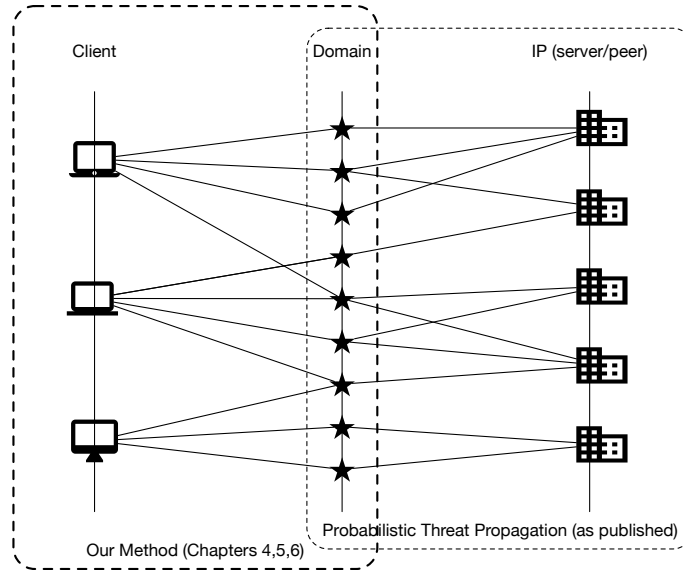 Client
Domain
IP (server/peer)
Probabilistic Threat Propagation (as published)
Our Method (Chapters 4,5,6)